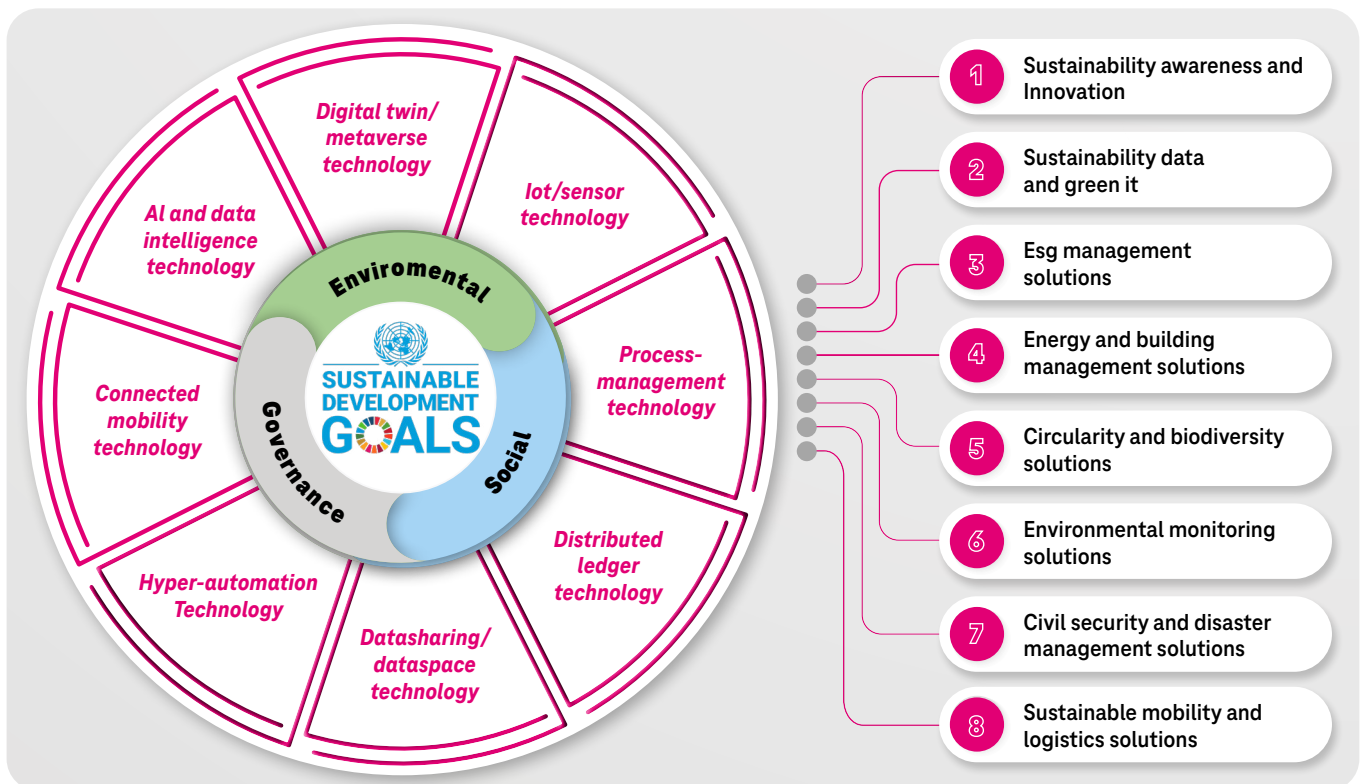 Digital twin/
metaverse
technology
Iot/sensor
technology
Process-
management
technology
Distributed
ledger
technology
Datasharing/
dataspace
technology
Hyper-automation
Technology
Connected
mobility
technology
AI and data
intelligence
technology
Enviromental
Social
Governance
SUSTAINABLE
DEVELOPMENT
GOALS
1
Sustainability awareness and
Innovation
2
Sustainability data
and green it
3
Esg management
solutions
4
Energy and building
management solutions
5
Circularity and biodiversity
solutions
6
Environmental monitoring
solutions
7
Civil security and disaster
management solutions
8
Sustainable mobility and
logistics solutions